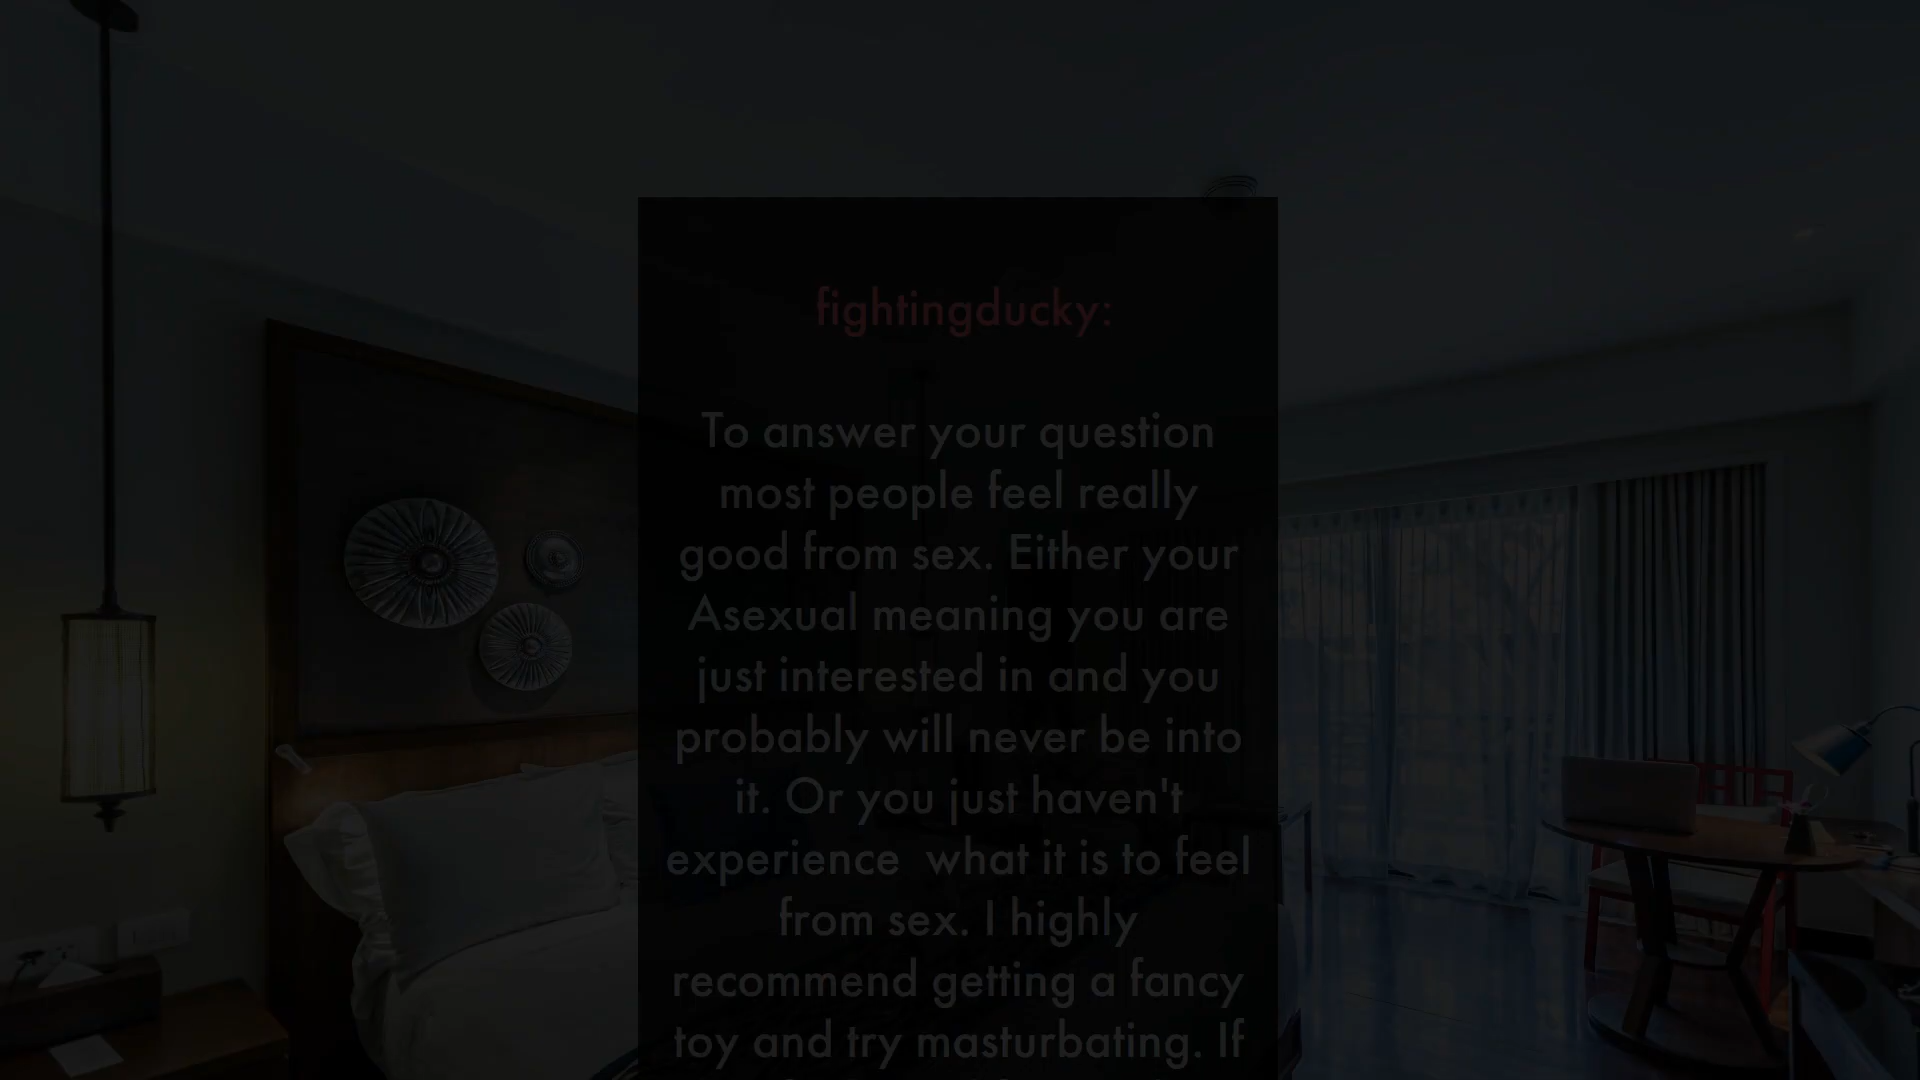 fightingducky:
To answer your question
most people feel really
good from sex. Either your
Asexual meaning you are
just interested in and you
probably will never be into
it. Or you just haven't
experience  what it is to feel
from sex. I highly
recommend getting a fancy
toy and try masturbating. If